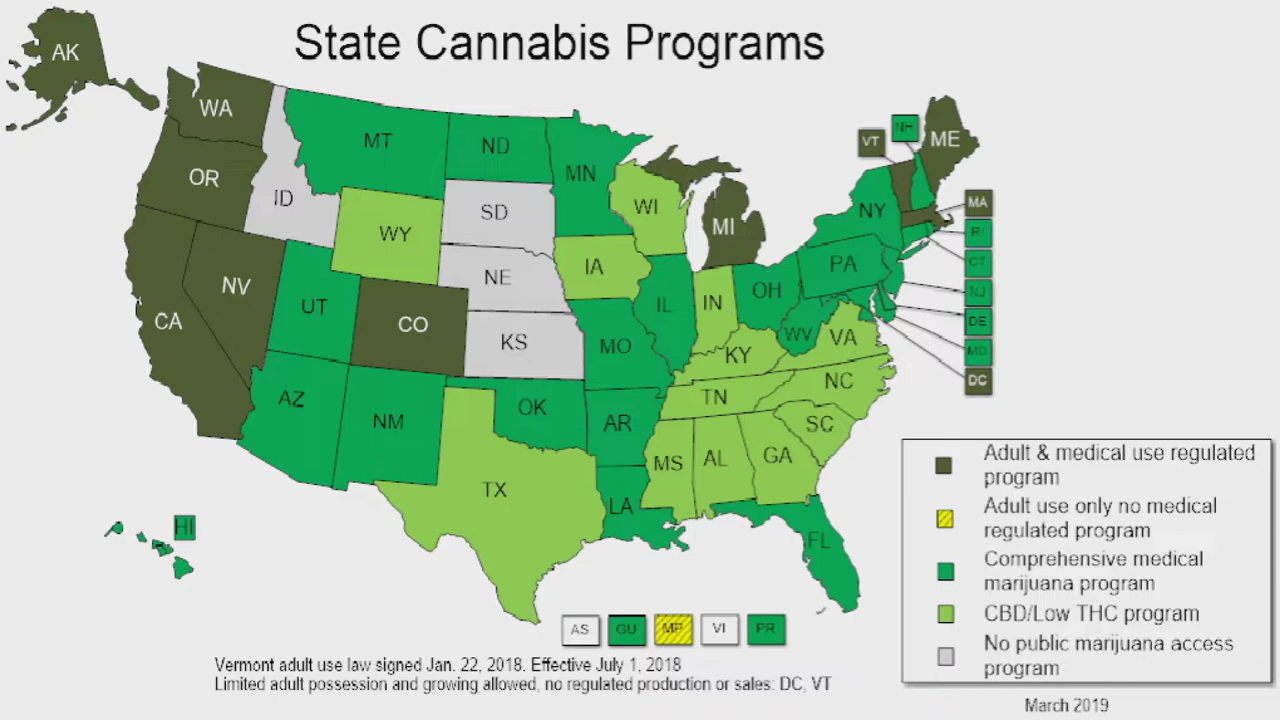 State Cannabis Programs
AK
WA
OR
CA
ID
NV
MT
WY
UT
CO
AZ
NM
ND
SD
NE
KS
OK
TX
MN
IA
MO
AR
LA
WI
IL
MI
IN
OH
KY
TN
MS
AL
GA
FL
SC
NC
VA
WV
PA
NY
VT
NH
ME
MA
RI
CT
NJ
DE
MD
DC
HI
AS
GU
MP
VI
PR
Adult & medical use regulated
program
Adult use only no medical
regulated program
Comprehensive medical
marijuana program
CBD/Low THC program
No public marijuana access
program
Vermont adult use law signed Jan. 22, 2018. Effective July 1, 2018
Limited adult possession and growing allowed, no regulated production or sales: DC, VT
March 2019